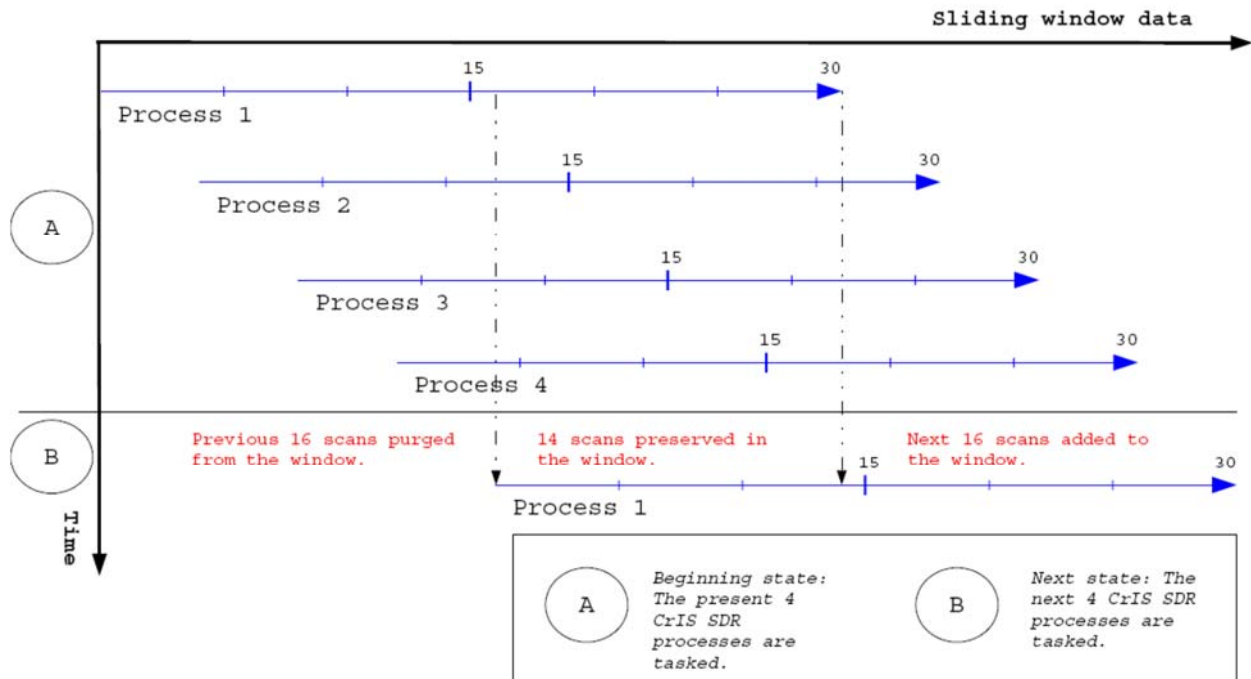 Sliding window data
15
30
Process 1
15
30
Process 2
A
15
30
Process 3
15
30
Process 4
B
Previous 16 scans purged
from the window.
14 scans preserved in
the window.
Next 16 scans added to
the window.
15
30
Process 1
Time
A
Beginning state:
The present 4
CrIS SDR
processes are
tasked.
B
Next state: The
next 4 CrIS SDR
processes are
tasked.